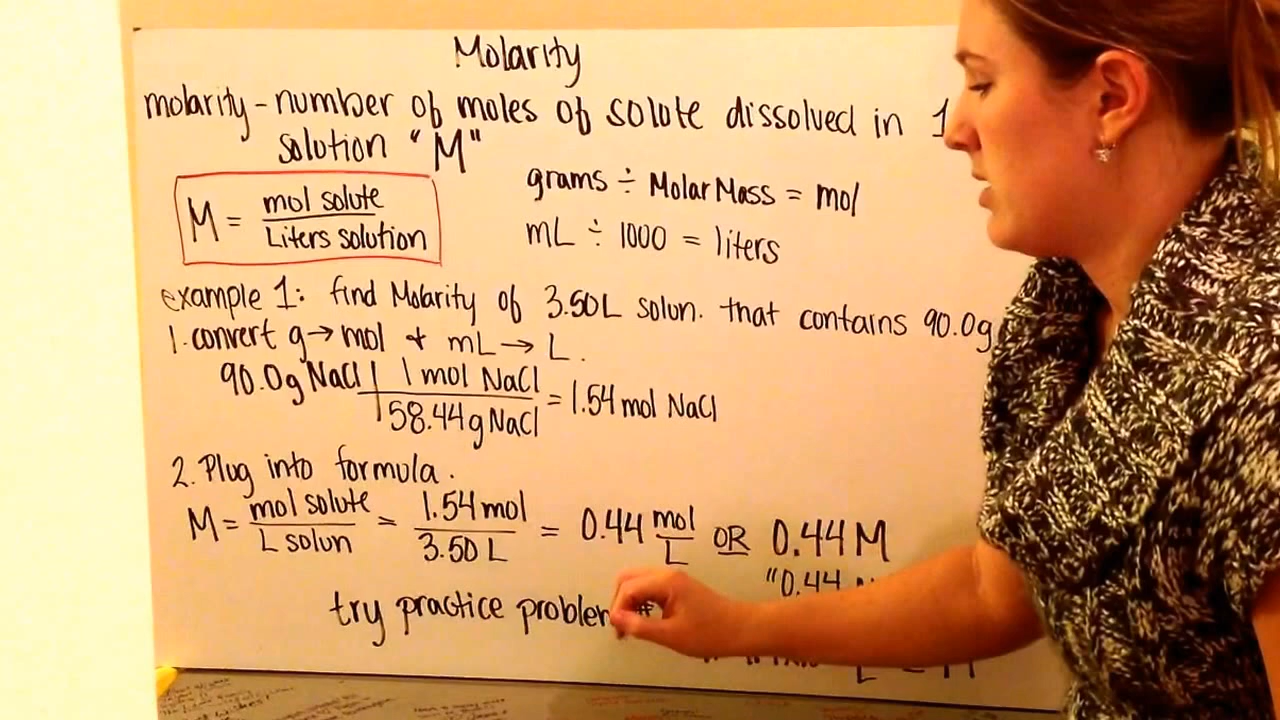 Molarity
molarity - number of moles of solute dissolved in 1
solution "M"
M = mol solute / Liters solution
grams ÷ Molar Mass = mol
mL ÷ 1000 = liters
example 1: find Molarity of 3.50L solun. that contains 90.0g
1. convert g → mol + mL → L.
90.0g NaCl | 1 mol NaCl / 58.44g NaCl = 1.54 mol NaCl
2. Plug into formula.
M = mol solute / L solun = 1.54 mol / 3.50 L = 0.44 mol / L OR 0.44 M
"0.44
try practice problem #